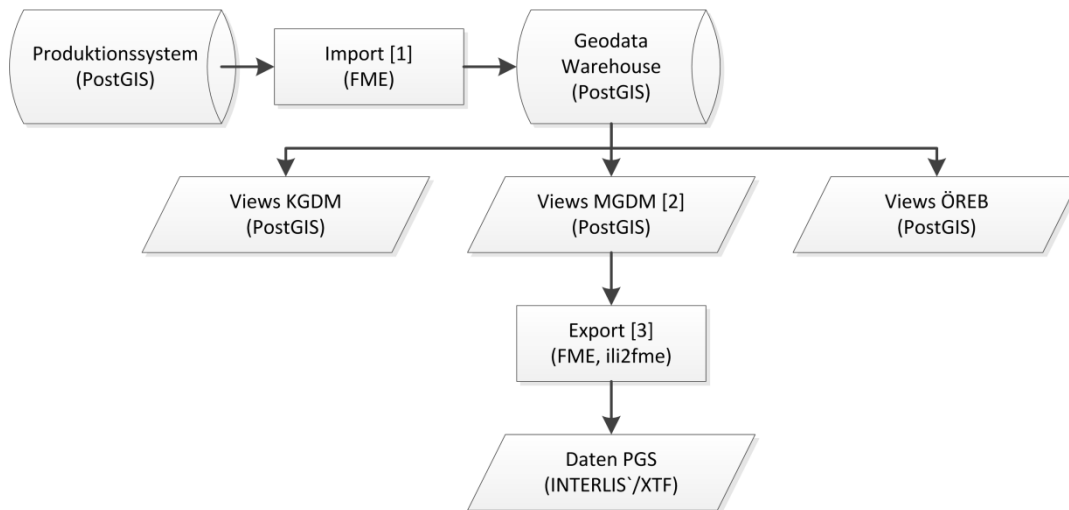 Produktionssystem
(PostGIS)
Import [1]
(FME)
Geodata
Warehouse
(PostGIS)
Views KGDM
(PostGIS)
Views MGDM [2]
(PostGIS)
Views ÖREB
(PostGIS)
Export [3]
(FME, ili2fme)
Daten PGS
(INTERLIS`/XTF)